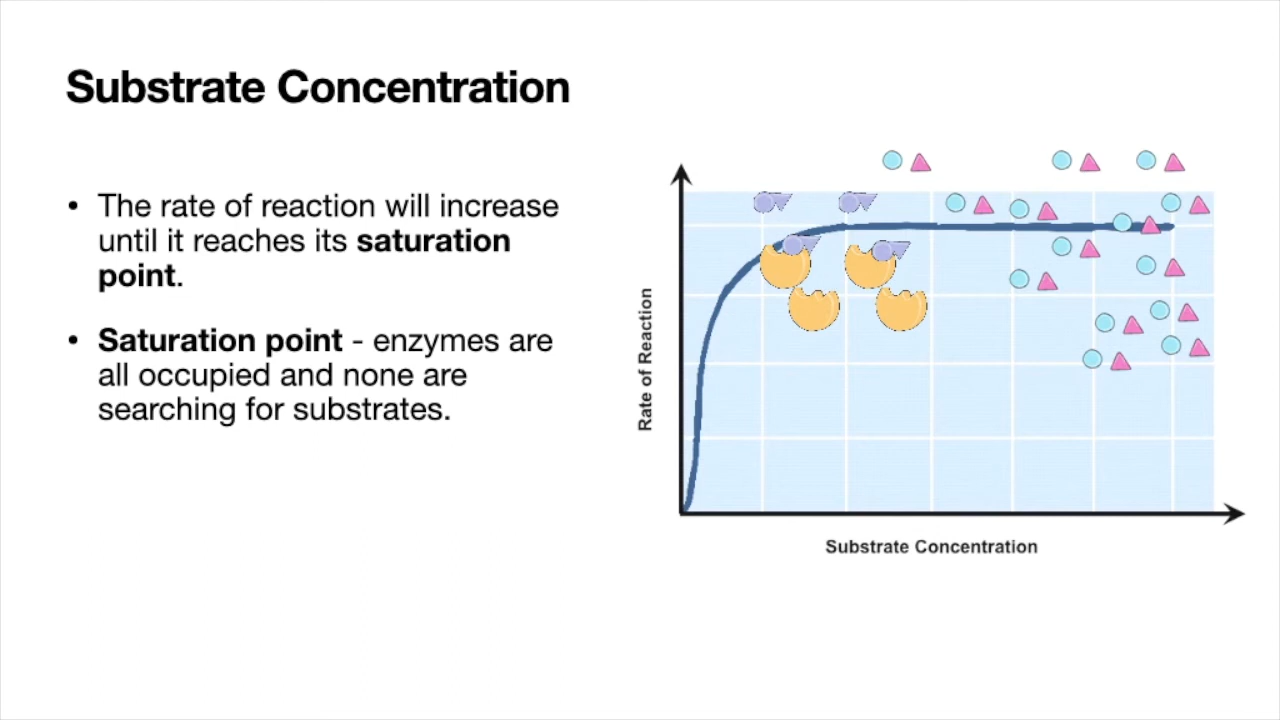 Substrate Concentration
• The rate of reaction will increase
until it reaches its saturation
point.
• Saturation point - enzymes are
all occupied and none are
searching for substrates.
Rate of Reaction
Substrate Concentration